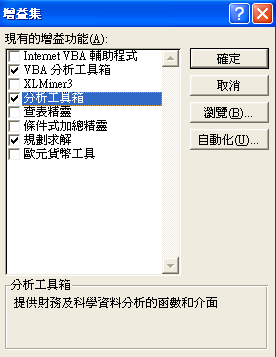 增益集
現有的增益功能(A):
Internet VBA 輔助程式
VBA 分析工具箱
XLMiner3
分析工具箱
查表精靈
條件式加總精靈
規劃求解
歐元貨幣工具
確定
取消
瀏覽(B)...
自動化(U)...
分析工具箱
提供財務及科學資料分析的函數和介面